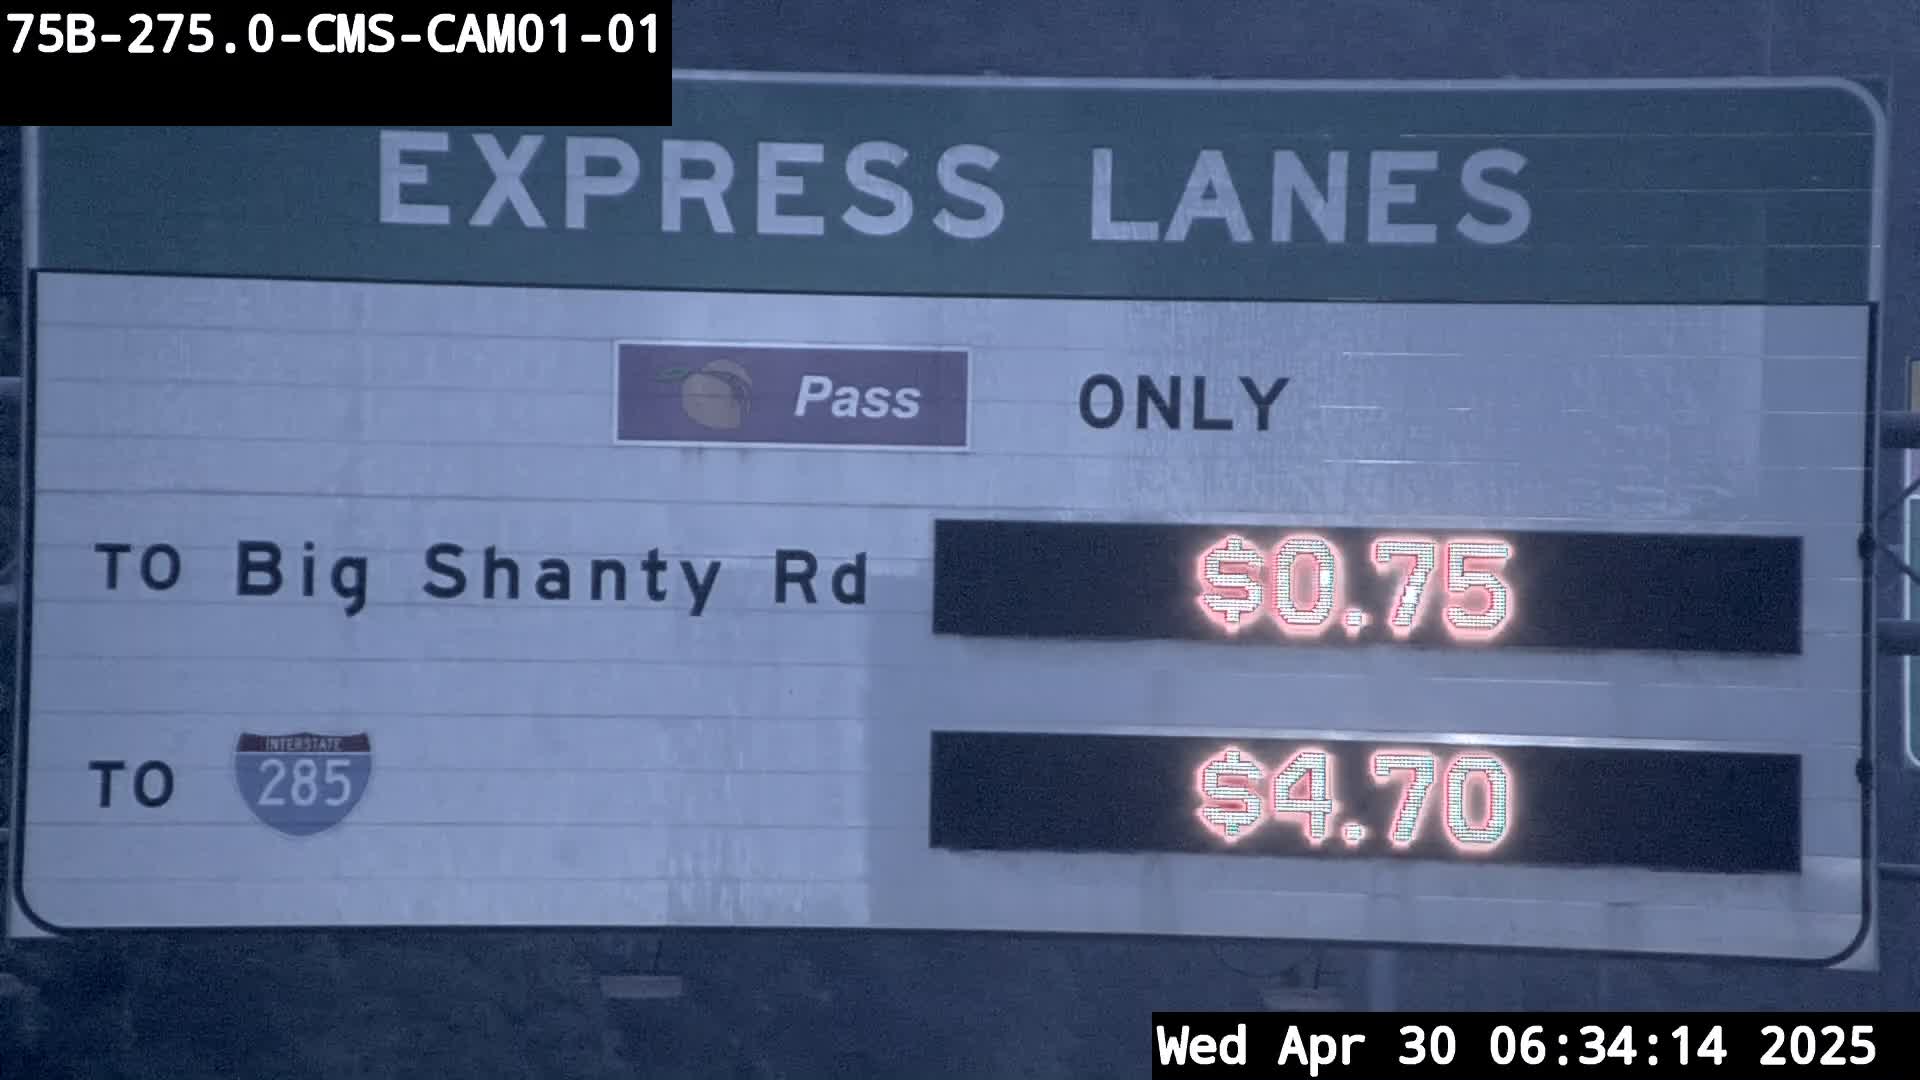 75B-275.0-CMS-CAM01-01
EXPRESS LANES
Pass ONLY
TO Big Shanty Rd $0.75
INTERSTATE
TO 285 $4.70
Wed Apr 30 06:34:14 2025